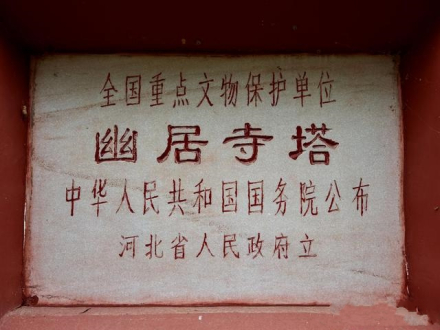 全国重点文物保护单位
幽居寺塔
中华人民共和国国务院公布
河北省人民政府立